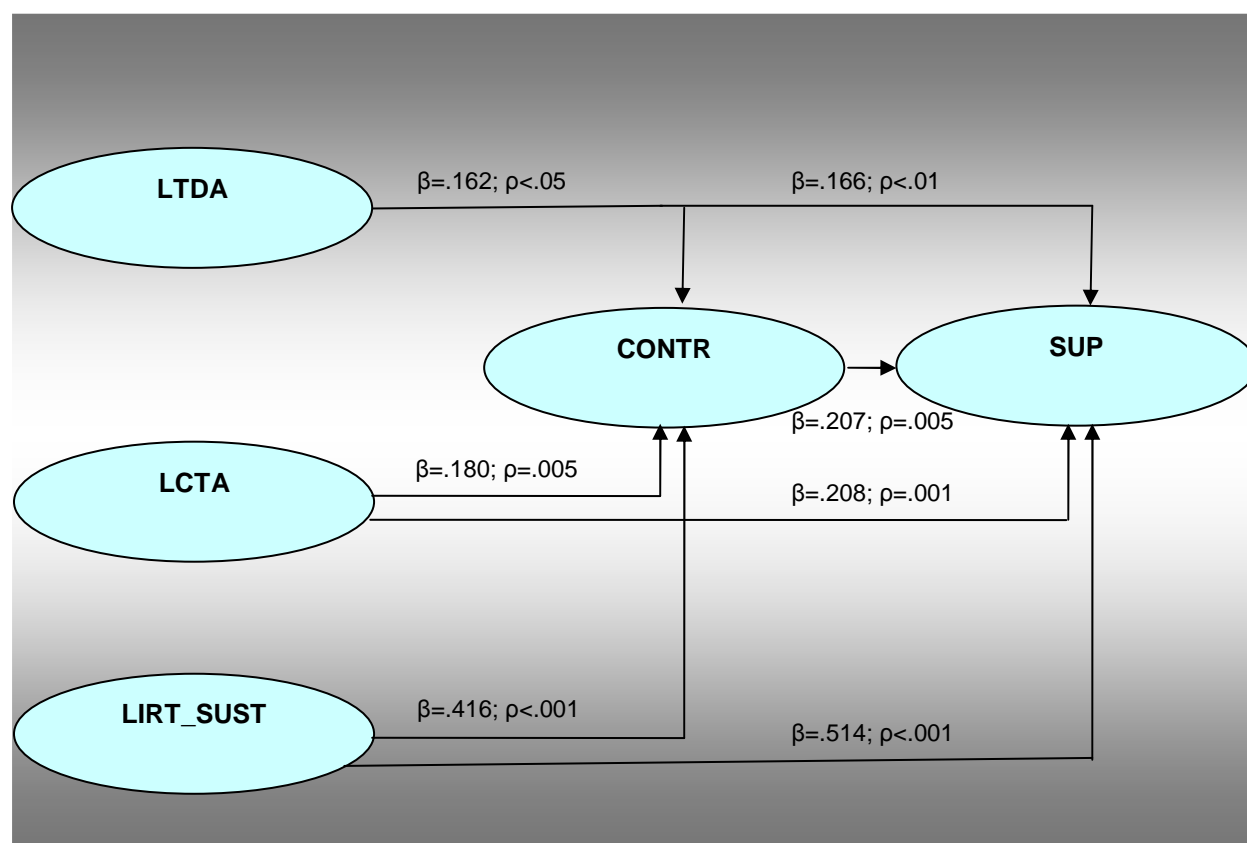 LTDA
β=.162; ρ<.05
β=.166; ρ<.01
CONTR
SUP
β=.207; ρ=.005
LCTA
β=.180; ρ=.005
β=.208; ρ=.001
LIRT_SUST
β=.416; ρ<.001
β=.514; ρ<.001